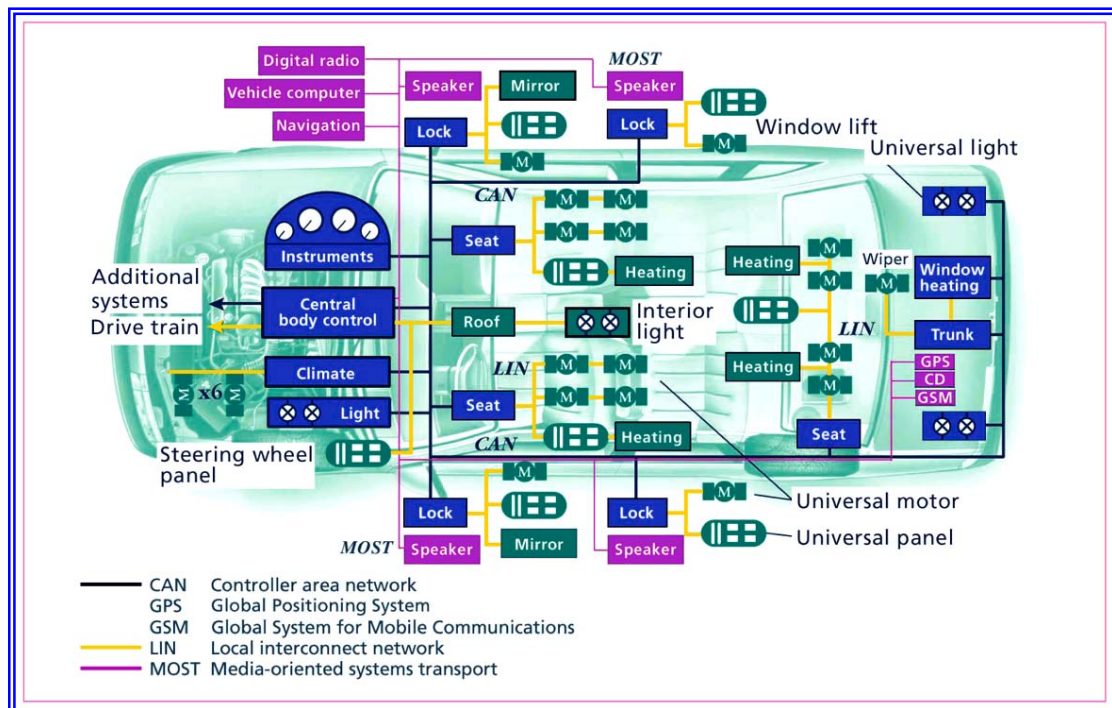 Digital radio
MOST
Speaker
Mirror
Speaker
Vehicle computer
Navigation
Lock
Lock
M
M
Window lift
Universal light
CAN
M
M
Seat
M
M
Instruments
Heating
Heating
M
M
Wiper
M
Window
heating
Additional
systems
Drive train
Central
body control
Roof
Interior
light
LIN
Trunk
Climate
LIN
M
M
Heating
M
M
GPS
CD
GSM
M
x6
M
Light
Seat
M
M
CAN
Heating
Seat
Steering wheel
panel
M
M
Universal motor
Lock
Lock
Universal panel
MOST
Speaker
Mirror
Speaker
CAN Controller area network
GPS Global Positioning System
GSM Global System for Mobile Communications
LIN Local interconnect network
MOST Media-oriented systems transport